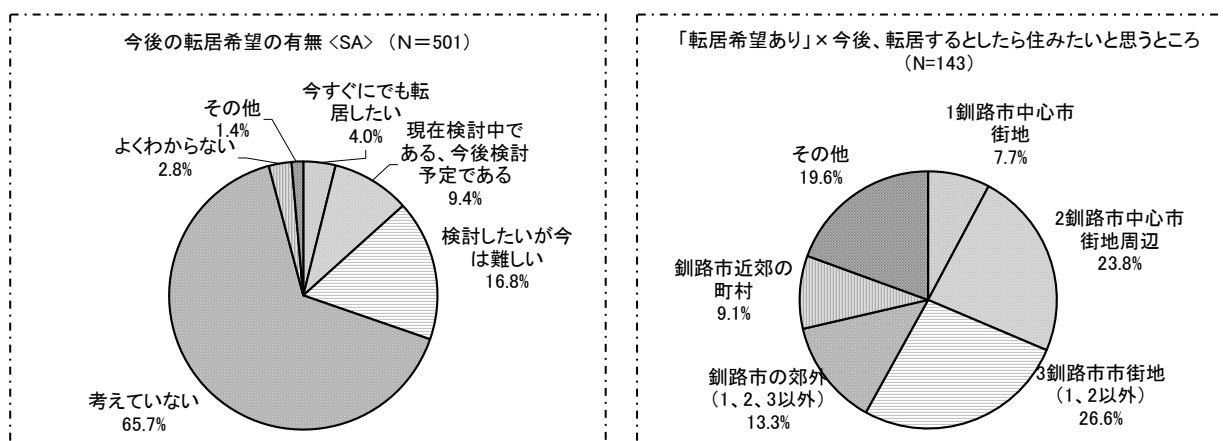 今後の転居希望の有無 <SA> (N=501)
今すぐにでも転
居したい
4.0%
現在検討中で
ある、今後検討
予定である
9.4%
検討したいが今
は難しい
16.8%
考えていない
65.7%
よくわからない
2.8%
その他
1.4%
「転居希望あり」×今後、転居するとしたら住みたいと思うところ
(N=143)
1釧路市中心市
街地
7.7%
2釧路市中心市
街地周辺
23.8%
3釧路市市街地
(1、2以外)
26.6%
釧路市の郊外
(1、2、3以外)
13.3%
釧路市近郊の
町村
9.1%
その他
19.6%